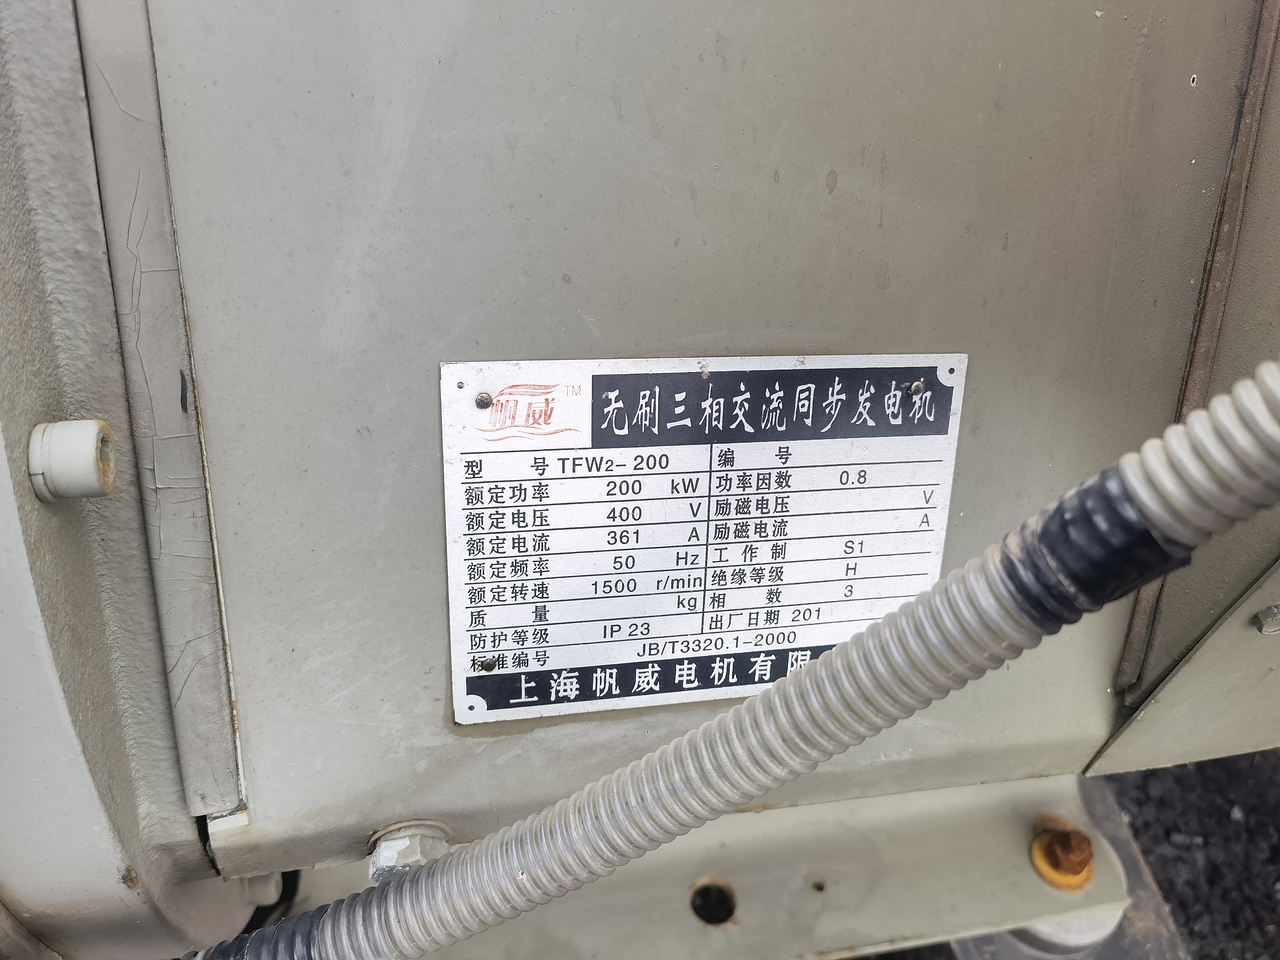 帆威 TM
无刷三相交流同步发电机
型 号 TFW2-200 编 号
额定功率 200 kW 功率因数 0.8
额定电压 400 V 励磁电压 V
额定电流 361 A 励磁电流 A
额定频率 50 Hz 工作制 S1
额定转速 1500 r/min 绝缘等级 H
质 量 kg 相 数 3
防护等级 IP 23 出厂日期 201
标准编号 JB/T3320.1-2000
上海帆威电机有限